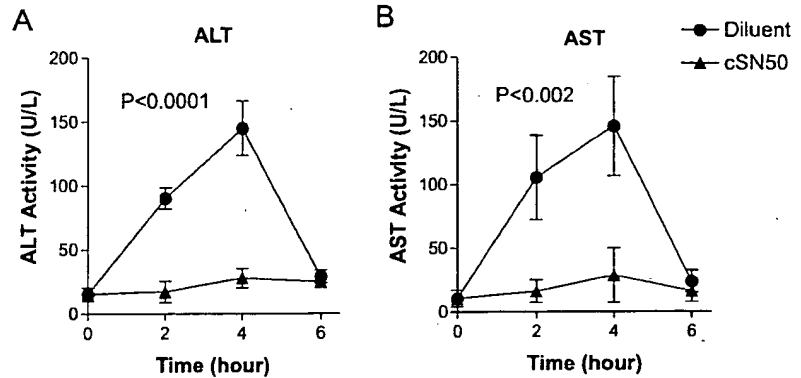 A
ALT
ALT Activity (U/L)
200
150
100
50
0
P<0.0001
0 2 4 6
Time (hour)
B
AST
AST Activity (U/L)
200
150
100
50
0
P<0.002
0 2 4 6
Time (hour)
Diluent
cSN50